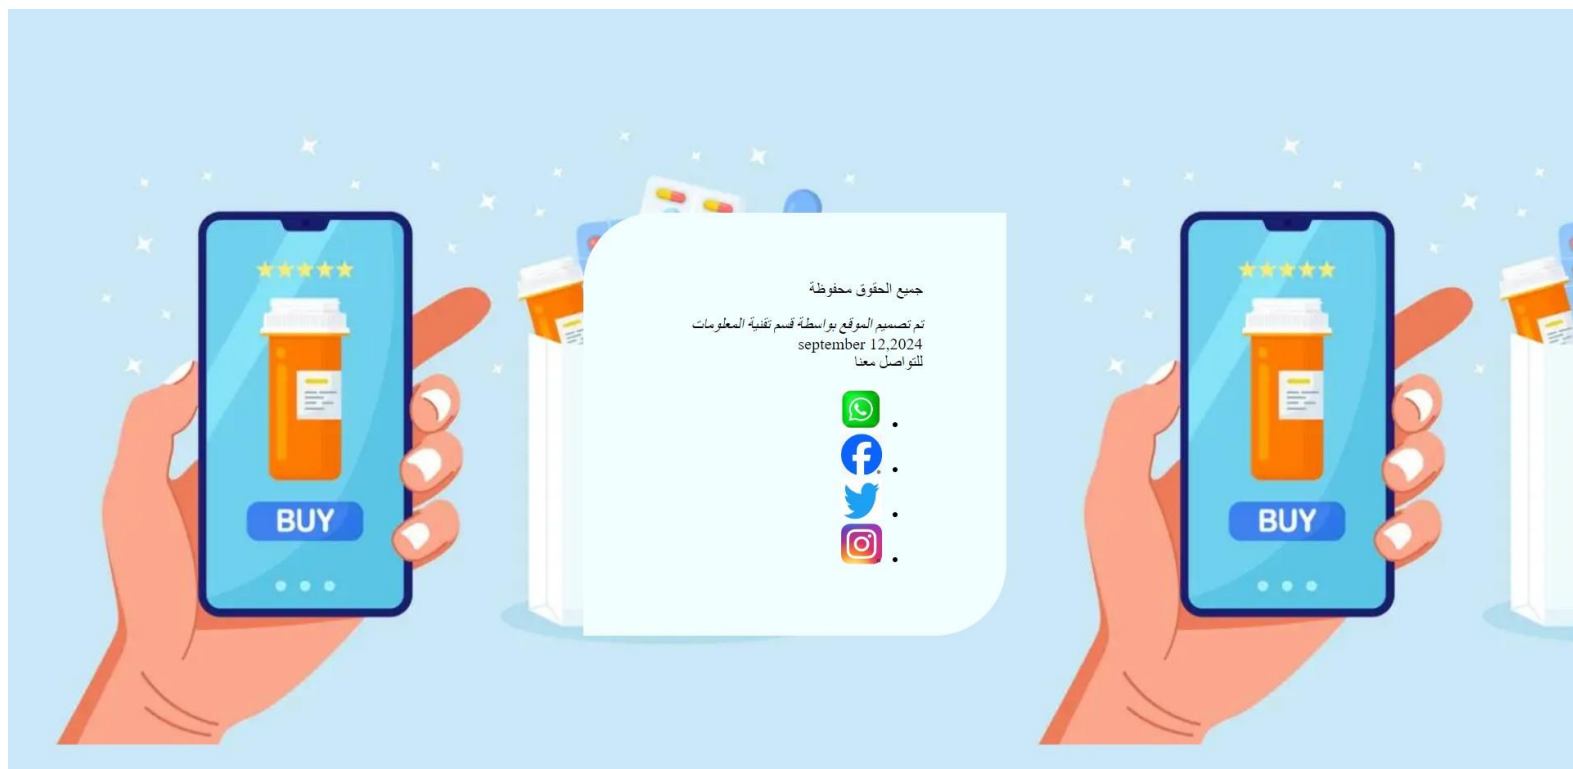 جميع الحقوق محفوظة
تم تصميم الموقع بواسطة قسم تقنية المعلومات
september 12,2024
للتواصل معنا
BUY
BUY